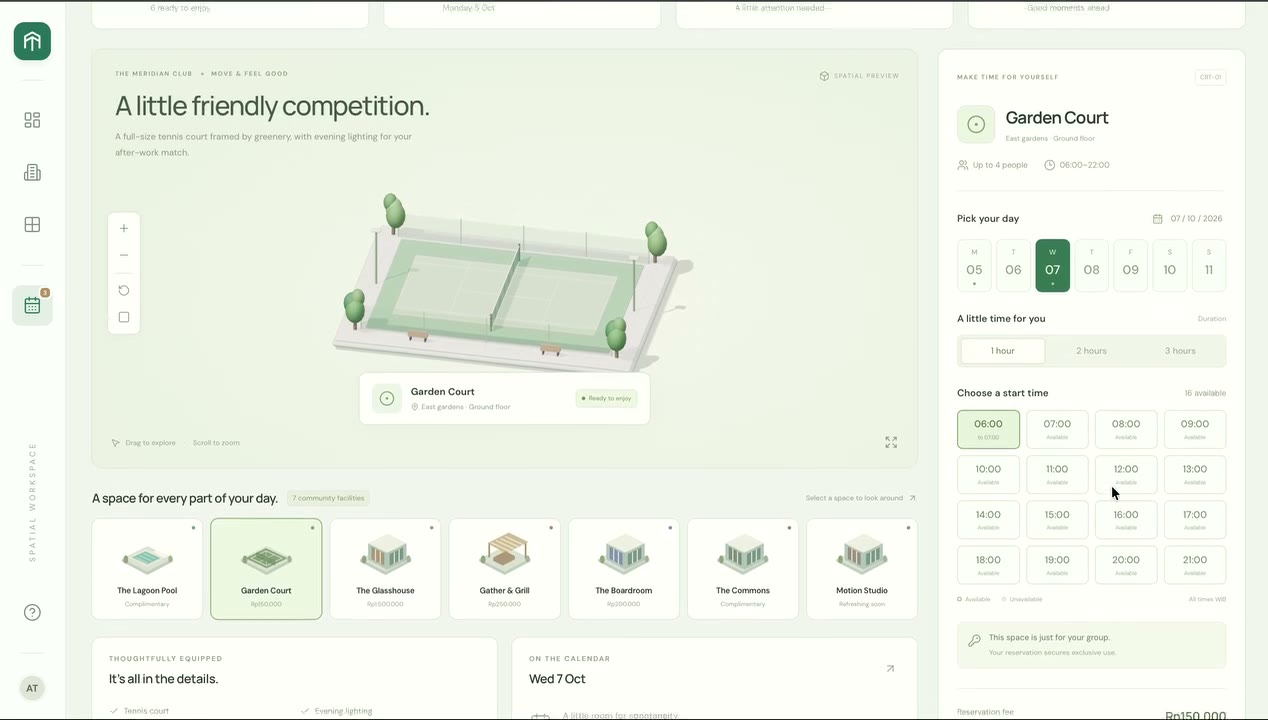 6 ready to enjoy
Monday 5 Oct
A little attention needed
Good moments ahead
THE MERIDIAN CLUB • MOVE & FEEL GOOD
SPATIAL PREVIEW
A little friendly competition.
A full-size tennis court framed by greenery, with evening lighting for your
after-work match.
Garden Court
East gardens · Ground floor
Ready to enjoy
Drag to explore · Scroll to zoom
3
SPATIAL WORKSPACE
AT
A space for every part of your day.
7 community facilities
Select a space to look around
The Lagoon Pool
Complimentary
Garden Court
Rp150.000
The Glasshouse
Gather & Grill
Rp250.000
The Boardroom
Rp200.000
The Commons
Complimentary
Motion Studio
Refreshing soon
THOUGHTFULLY EQUIPPED
It's all in the details.
Tennis court
Evening lighting
ON THE CALENDAR
Wed 7 Oct
A little room for spontaneity
MAKE TIME FOR YOURSELF
CRT-01
Garden Court
East gardens · Ground floor
Up to 4 people
06:00–22:00
Pick your day
07 / 10 / 2026
M T W T F S S
05 06 07 08 09 10 11
A little time for you
Duration
1 hour 2 hours 3 hours
Choose a start time
16 available
06:00 07:00 08:00 09:00
to 07:00 Available Available Available
10:00 11:00 12:00 13:00
Available Available Available Available
14:00 15:00 16:00 17:00
Available Available Available Available
18:00 19:00 20:00 21:00
Available Available Available Available
Available Unavailable
All times WIB
This space is just for your group.
Your reservation secures exclusive use.
Reservation fee
Rp150.000